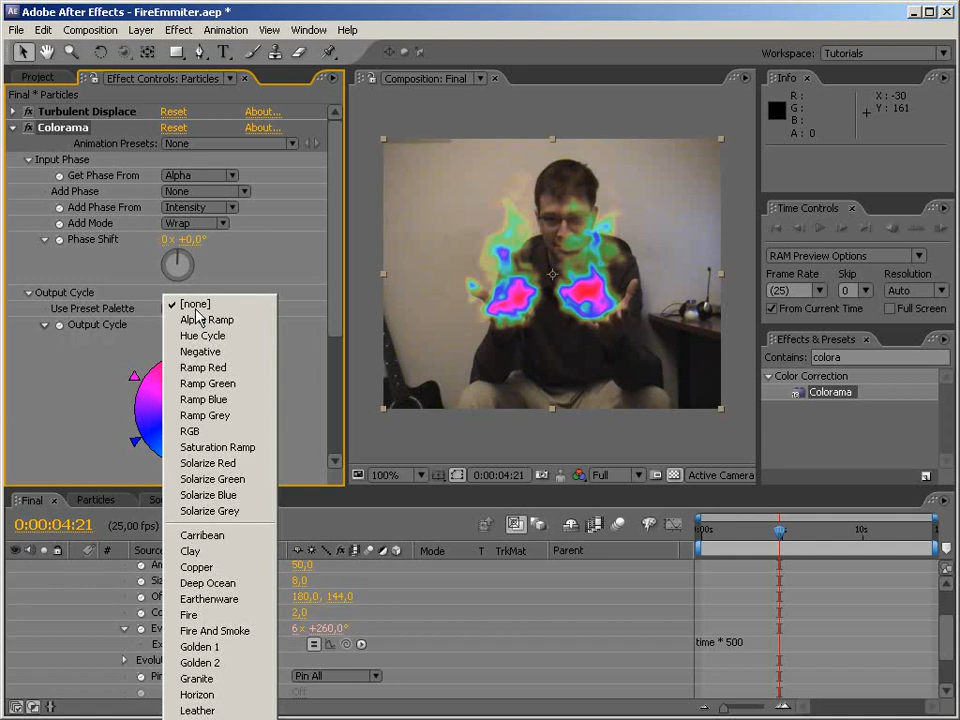 Adobe After Effects - FireEmmiter.aep *
File Edit Composition Layer Effect Animation View Window Help
Workspace: Tutorials
Project Effect Controls: Particles
Final * Particles
Turbulent Displace Reset About...
Colorama Reset About...
Animation Presets: None
Input Phase
Get Phase From Alpha
Add Phase None
Add Phase From Intensity
Add Mode Wrap
Phase Shift 0 x +0,0°
Output Cycle
Use Preset Palette
Output Cycle
[none]
Alpha Ramp
Hue Cycle
Negative
Ramp Red
Ramp Green
Ramp Blue
Ramp Grey
RGB
Saturation Ramp
Solarize Red
Solarize Green
Solarize Blue
Solarize Grey
Carribean
Clay
Copper
Deep Ocean
Earthenware
Fire
Fire And Smoke
Golden 1
Golden 2
Granite
Horizon
Leather
Composition: Final
100% 0:00:04:21 Full Active Camera
Info
R:
G:
B:
A: 0
X: -30
Y: 161
Time Controls
RAM Preview Options
Frame Rate Skip Resolution
(25) 0 Auto
From Current Time Full Screen
Effects & Presets
Contains: colora
Color Correction
Colorama
Final Particles
0:00:04:21 (25,00 fps)
# Mode T TrkMat Parent
:00s 10s
50,0
8,0
180,0, 144,0
2,0
6 x +260,0°
time * 500
Pin All